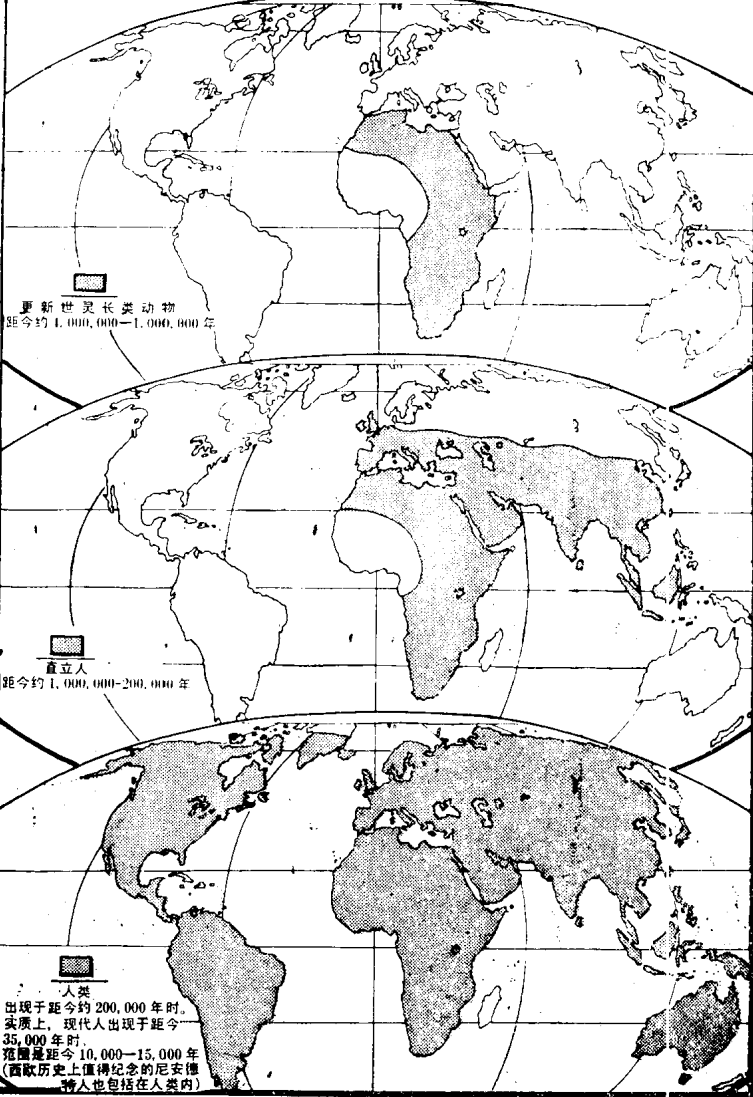 更新世灵长类动物
距今约 4,000,000—1,000,000 年
直立人
距今约 1,000,000-200,000 年
人类
出现于距今约 200,000 年时。
实质上，现代人出现于距今
35,000 年时。
范围是距今 10,000—15,000 年
(西欧历史上值得纪念的尼安德
特人也包括在人类内)